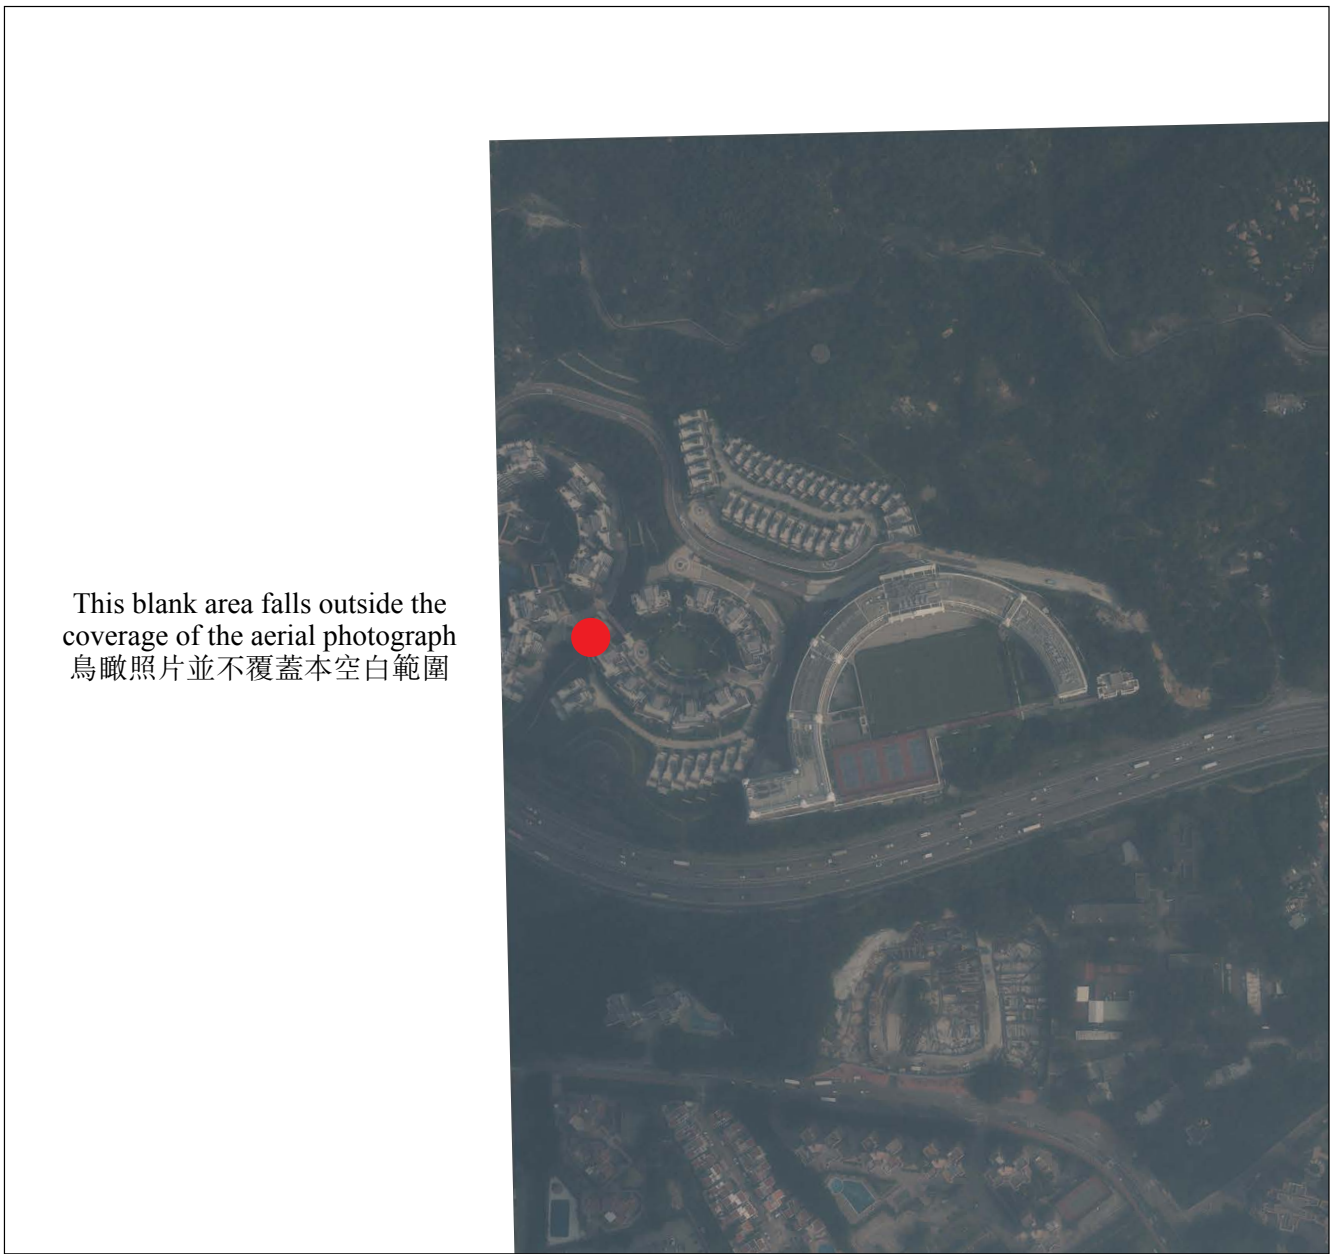 This blank area falls outside the
coverage of the aerial photograph
鳥瞰照片並不覆蓋本空白範圍